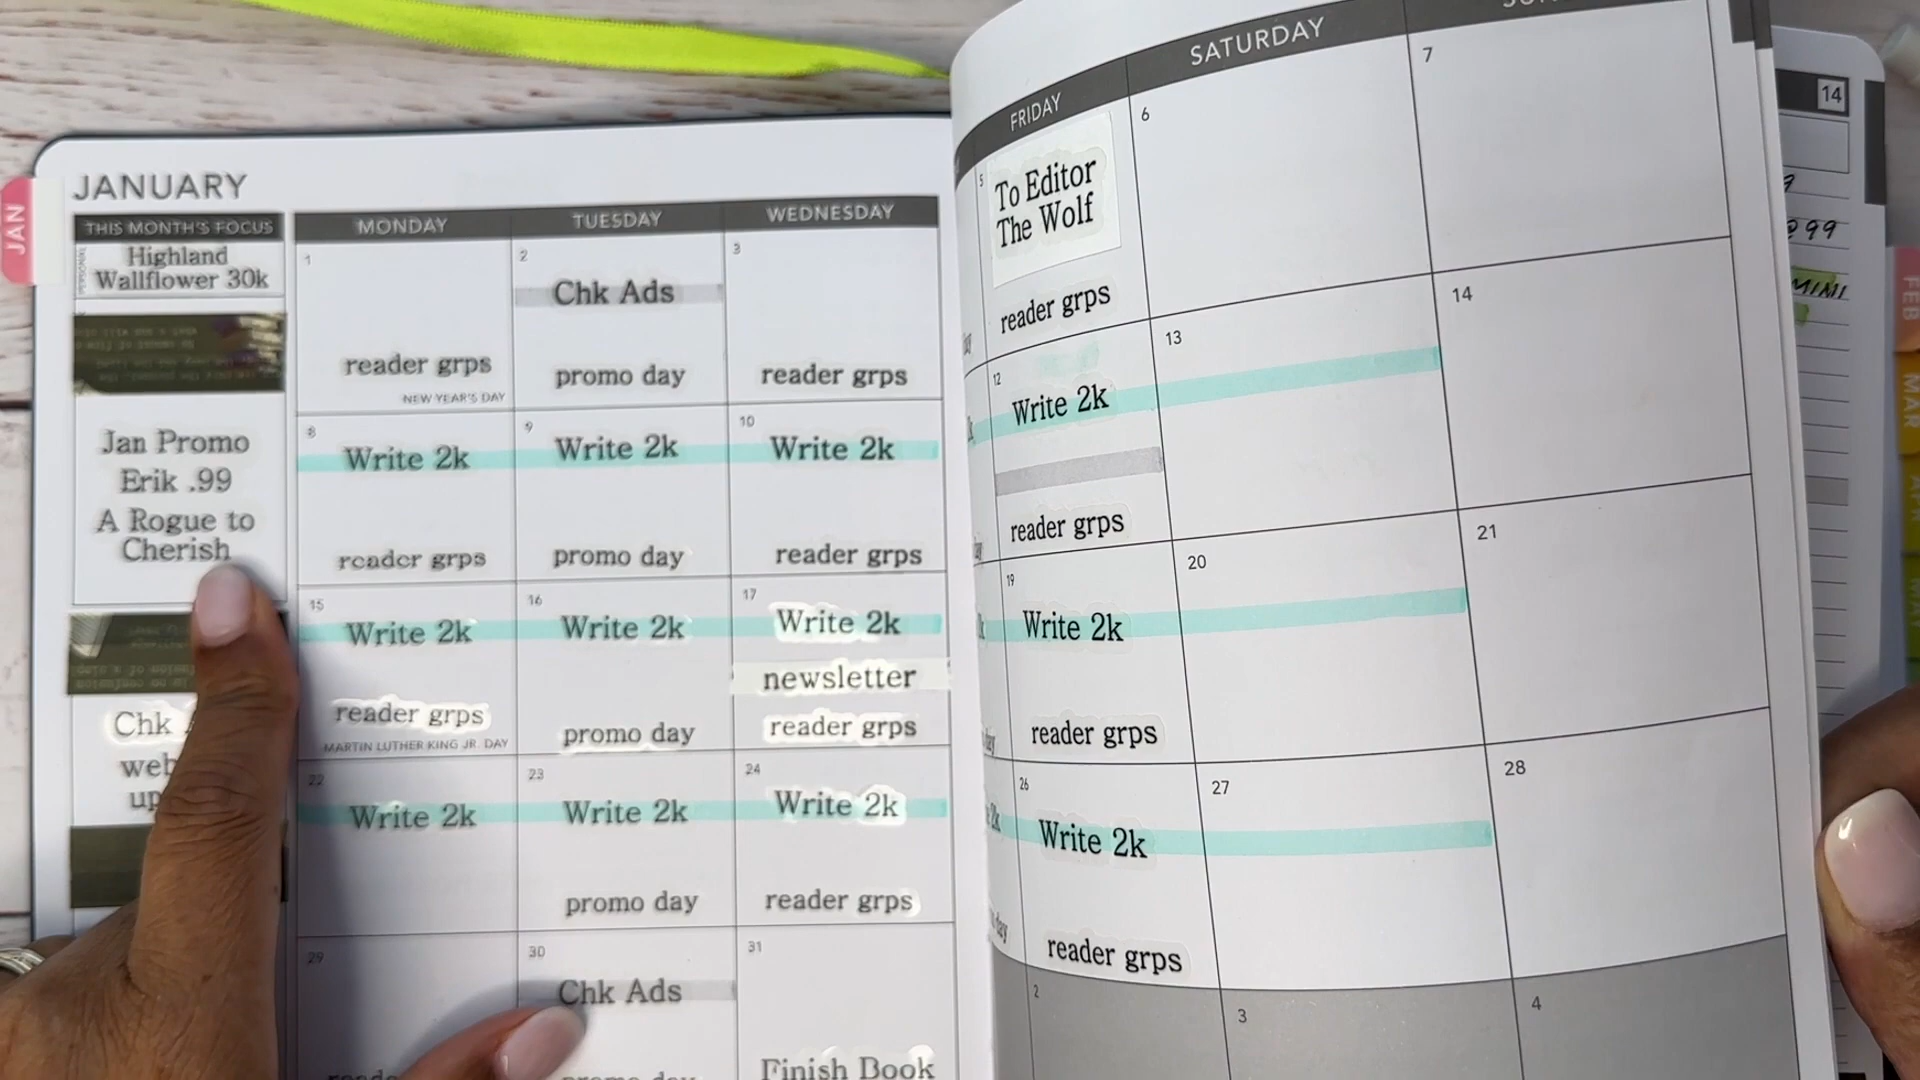 JAN
JANUARY
THIS MONTH'S FOCUS
Highland
Wallflower 30k
Jan Promo
Erik .99
A Rogue to
Cherish
Chk
MONDAY
TUESDAY
WEDNESDAY
1
reader grps
NEW YEAR'S DAY
2
Chk Ads
promo day
3
reader grps
8
Write 2k
reader grps
9
Write 2k
promo day
10
Write 2k
reader grps
15
Write 2k
reader grps
MARTIN LUTHER KING JR. DAY
16
Write 2k
promo day
17
Write 2k
newsletter
reader grps
22
Write 2k
23
Write 2k
promo day
24
Write 2k
reader grps
29
30
Chk Ads
promo day
31
Finish Book
FRIDAY
SATURDAY
5
To Editor
The Wolf
reader grps
6
7
12
Write 2k
reader grps
13
14
19
Write 2k
reader grps
20
21
26
Write 2k
reader grps
27
28
2
3
4
14
99
MIMI
FEB
MAR
APR
MAY